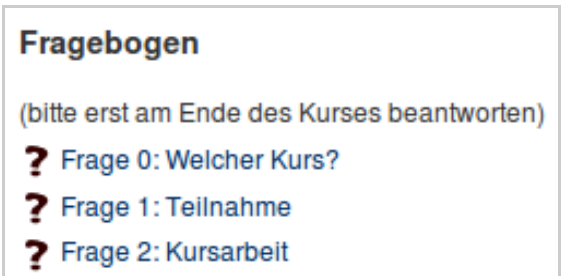 Fragebogen
(bitte erst am Ende des Kurses beantworten)
? Frage 0: Welcher Kurs?
? Frage 1: Teilnahme
? Frage 2: Kursarbeit